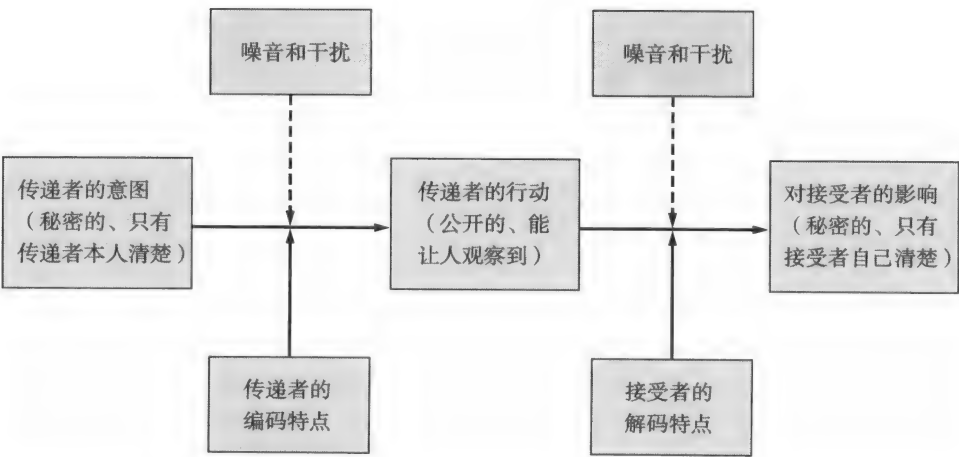 噪音和干扰
噪音和干扰
传递者的意图
（秘密的、只有
传递者本人清楚）
传递者的行动
（公开的、能
让人观察到）
对接受者的影响
（秘密的、只有
接受者自己清楚）
传递者的
编码特点
接受者的
解码特点